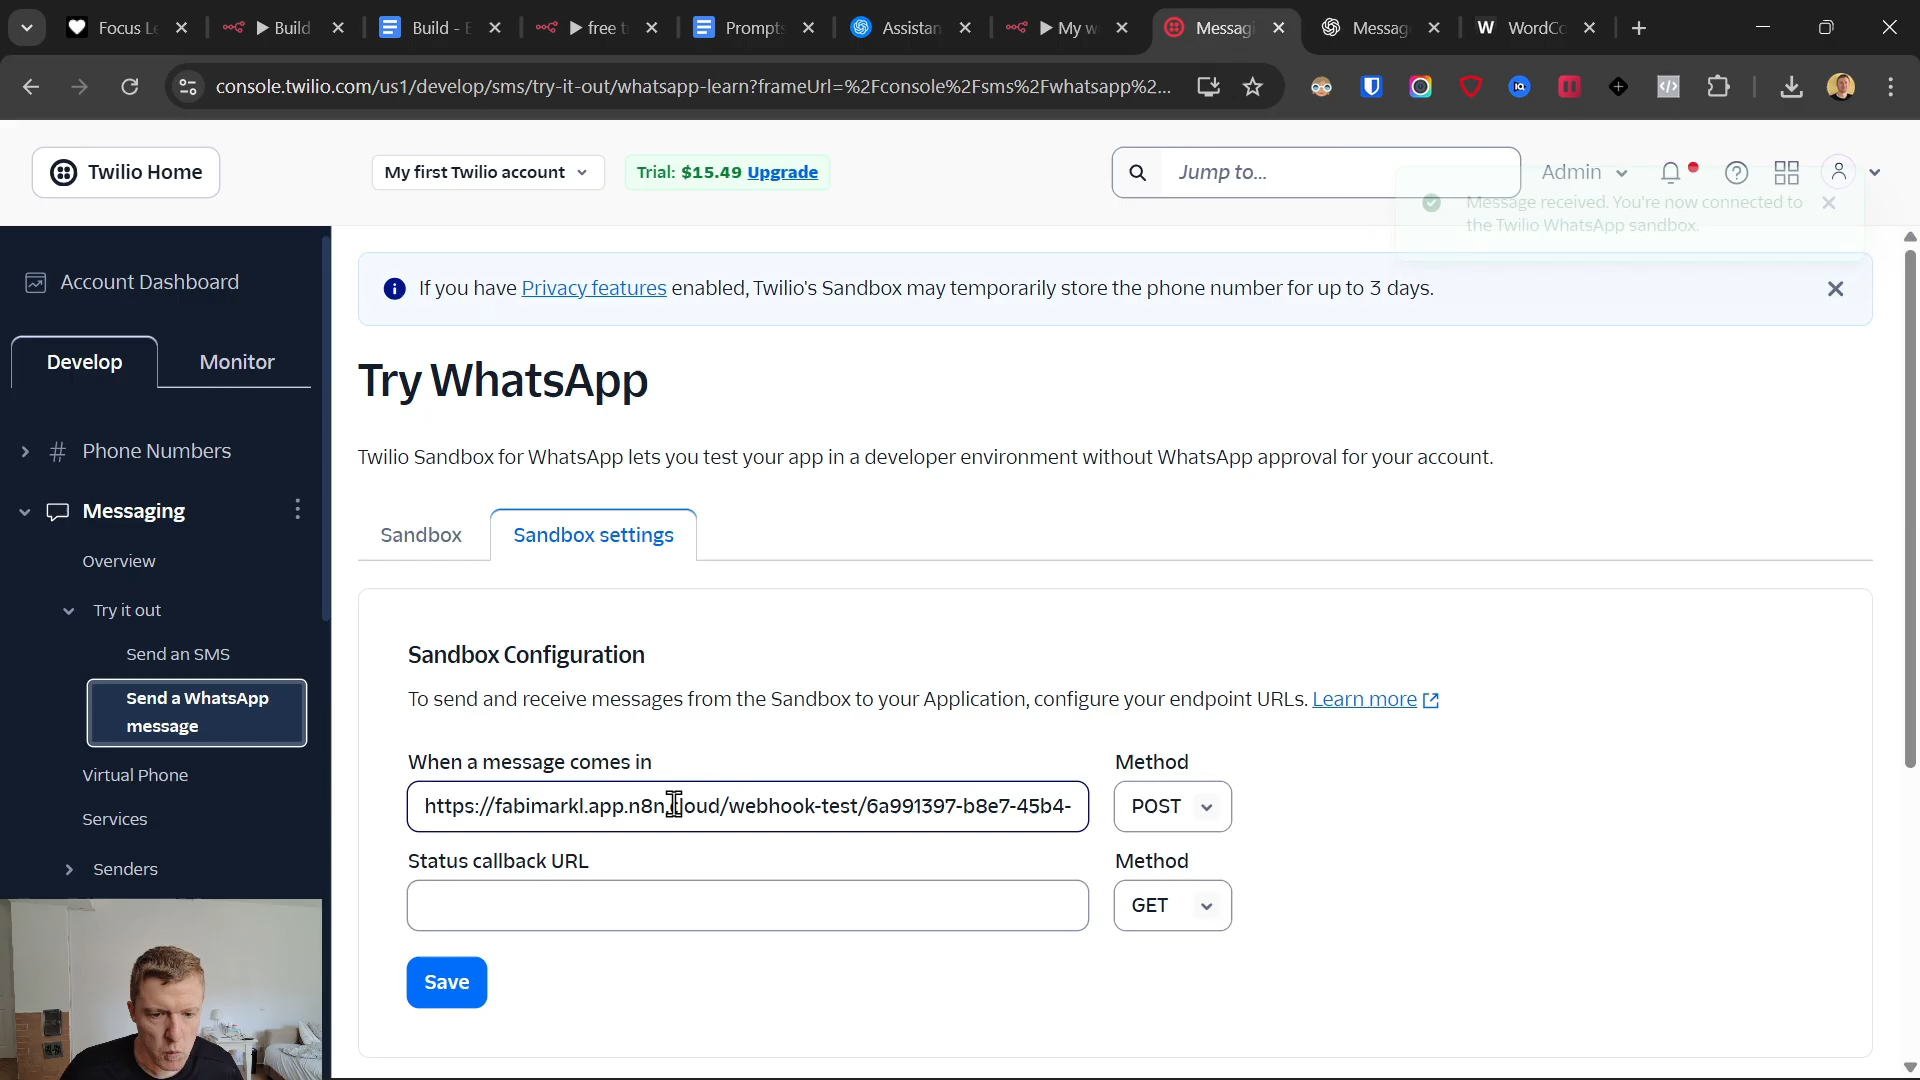 Focus Le
Build
Build - E
free t
Prompts
Assistan
My w
Messagi
Messag
W WordCo
console.twilio.com/us1/develop/sms/try-it-out/whatsapp-learn?frameUrl=%2Fconsole%2Fsms%2Fwhatsapp%2...
Twilio Home
My first Twilio account
Trial: $15.49 Upgrade
Jump to...
Admin
Message received. You're now connected to
the Twilio WhatsApp sandbox.
Account Dashboard
Develop
Monitor
Phone Numbers
Messaging
Overview
Try it out
Send an SMS
Send a WhatsApp
message
Virtual Phone
Services
Senders
If you have Privacy features enabled, Twilio's Sandbox may temporarily store the phone number for up to 3 days.
Try WhatsApp
Twilio Sandbox for WhatsApp lets you test your app in a developer environment without WhatsApp approval for your account.
Sandbox
Sandbox settings
Sandbox Configuration
To send and receive messages from the Sandbox to your Application, configure your endpoint URLs. Learn more
When a message comes in
Method
https://fabimarkl.app.n8n.cloud/webhook-test/6a991397-b8e7-45b4-
POST
Status callback URL
Method
GET
Save